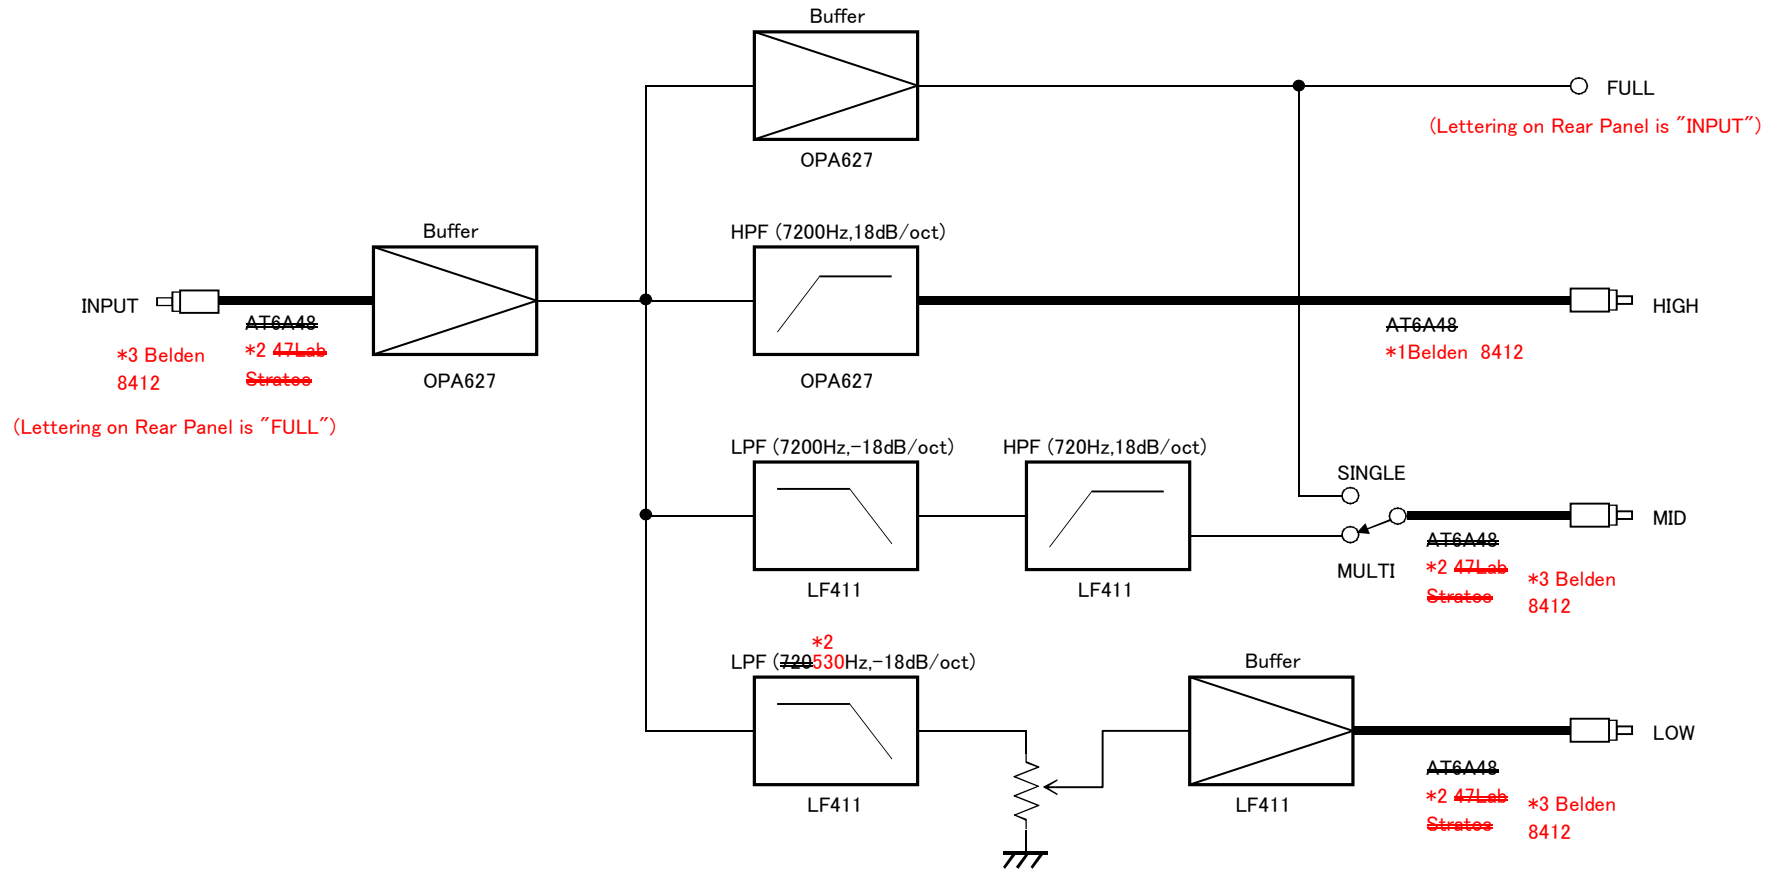 Buffer
OPA627
FULL
(Lettering on Rear Panel is "INPUT")
Buffer
HPF (7200Hz,18dB/oct)
INPUT
AT6A48
*3 Belden
8412
*2 47Lab
Stratos
OPA627
(Lettering on Rear Panel is "FULL")
OPA627
HIGH
AT6A48
*1Belden 8412
LPF (7200Hz,-18dB/oct)
HPF (720Hz,18dB/oct)
LF411
LF411
SINGLE
MULTI
MID
AT6A48
*2 47Lab
Stratos
*3 Belden
8412
*2
LPF (720530Hz,-18dB/oct)
LF411
Buffer
LF411
LOW
AT6A48
*2 47Lab
Stratos
*3 Belden
8412